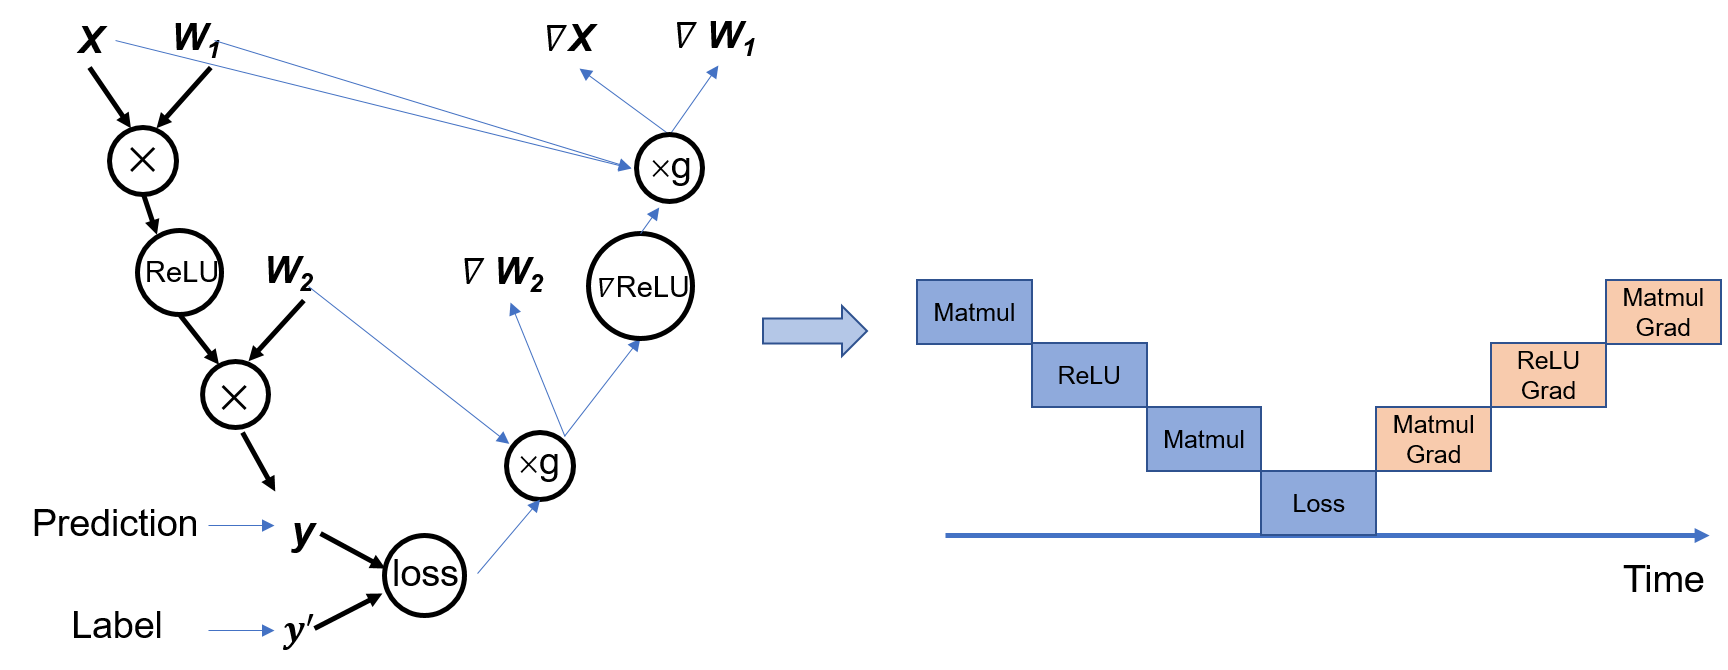 X W1 ∇X ∇ W1
×
×g
ReLU
W2
∇ W2
∇ReLU
×
×g
Prediction
y
loss
Label
y′
Matmul
ReLU
Matmul
Loss
Matmul
Grad
ReLU
Grad
Matmul
Grad
Time